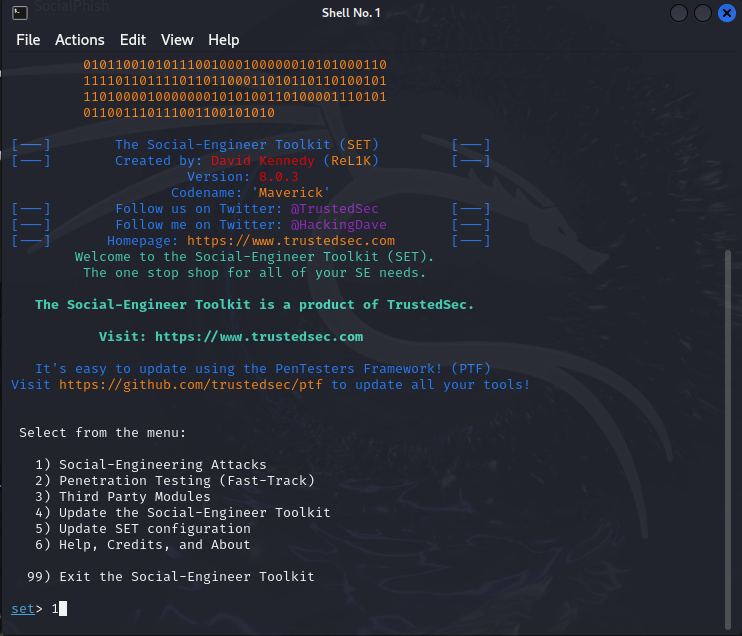 SocialPhish
Shell No. 1
File Actions Edit View Help
01011001010111001000100000010101000110
11110110111101101100011010110110100101
11010000100000001010100110100001110101
011001110111001100101010
[---] The Social-Engineer Toolkit (SET) [---]
[---] Created by: David Kennedy (ReL1K) [---]
Version: 8.0.3
Codename: 'Maverick'
[---] Follow us on Twitter: @TrustedSec [---]
[---] Follow me on Twitter: @HackingDave [---]
[---] Homepage: https://www.trustedsec.com [---]
Welcome to the Social-Engineer Toolkit (SET).
The one stop shop for all of your SE needs.
The Social-Engineer Toolkit is a product of TrustedSec.
Visit: https://www.trustedsec.com
It's easy to update using the PenTesters Framework! (PTF)
Visit https://github.com/trustedsec/ptf to update all your tools!
Select from the menu:
1) Social-Engineering Attacks
2) Penetration Testing (Fast-Track)
3) Third Party Modules
4) Update the Social-Engineer Toolkit
5) Update SET configuration
6) Help, Credits, and About
99) Exit the Social-Engineer Toolkit
set> 1